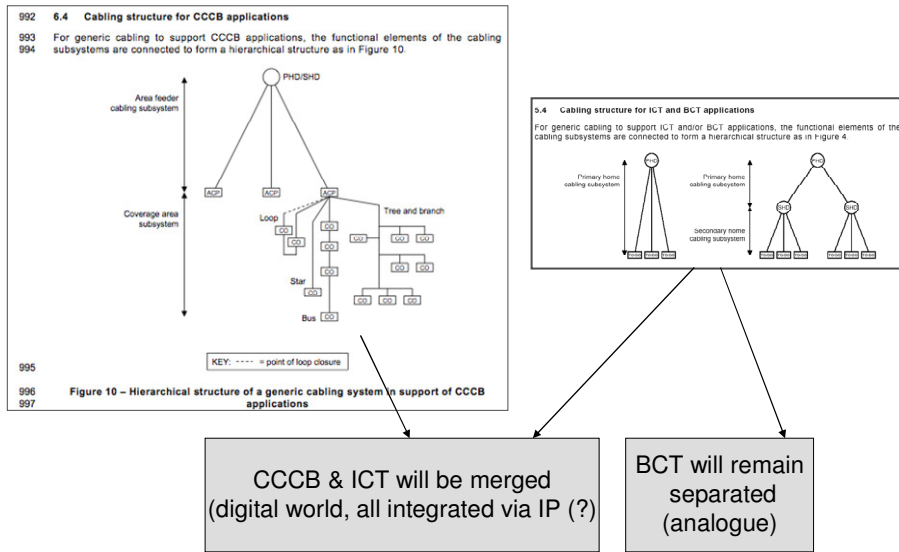 992 6.4 Cabling structure for CCCB applications
993 For generic cabling to support CCCB applications, the functional elements of the cabling
994 subsystems are connected to form a hierarchical structure as in Figure 10.
PHD/SHD
Area feeder
cabling subsystem
ACP ACP ACP
Coverage area
subsystem
Loop
Tree and branch
CO
CO CO CO
CO
CO
CO CO
CO
Star
CO
CO CO CO
Bus CO
KEY: ---- = point of loop closure
995
996 Figure 10 – Hierarchical structure of a generic cabling system in support of CCCB
997 applications
5.4 Cabling structure for ICT and BCT applications
For generic cabling to support ICT and/or BCT applications, the functional elements of the
cabling subsystems are connected to form a hierarchical structure as in Figure 4.
PHD PHD
Primary home
cabling subsystem
Primary home
cabling subsystem
SHD SHD
Secondary home
cabling subsystem
CCCB & ICT will be merged
(digital world, all integrated via IP (?)
BCT will remain
separated
(analogue)